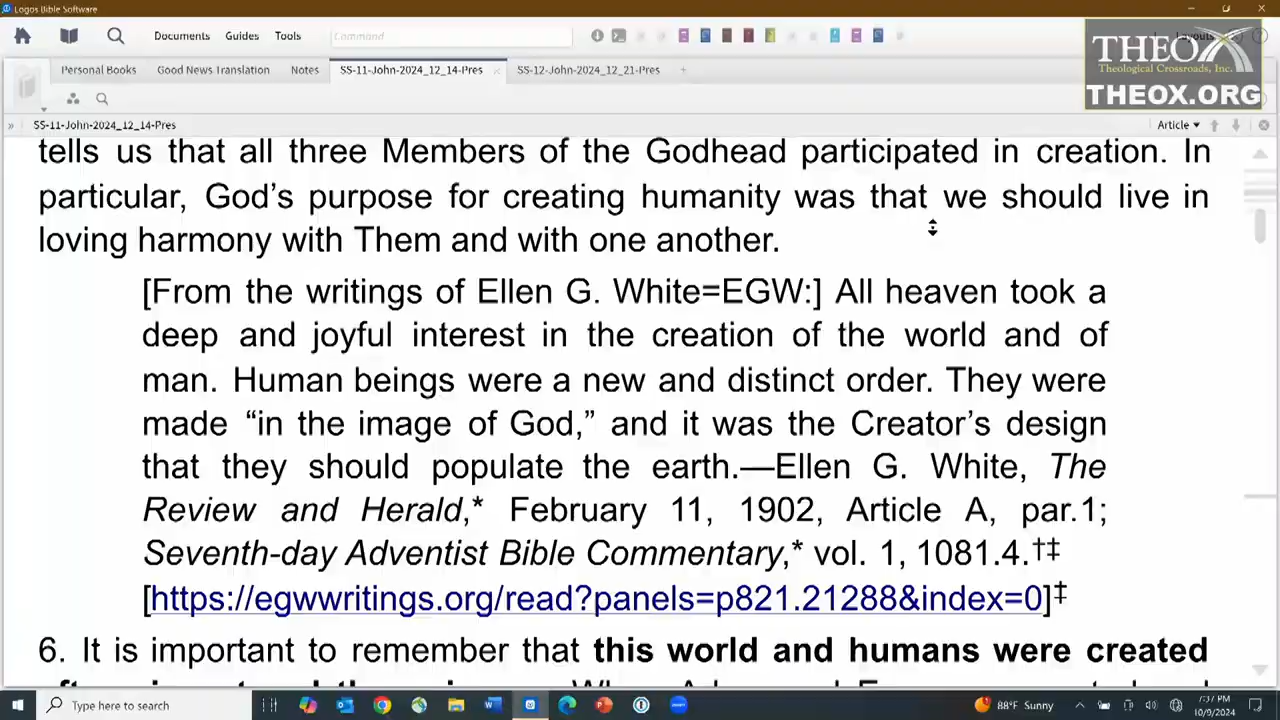 Logos Bible Software
Documents Guides Tools Command
THEOX
Theological Crossroads, Inc.
THEOX.ORG
Personal Books Good News Translation Notes SS-11-John-2024_12_14-Pres SS-12-John-2024_12_21-Pres
SS-11-John-2024_12_14-Pres Article
tells us that all three Members of the Godhead participated in creation. In
particular, God's purpose for creating humanity was that we should live in
loving harmony with Them and with one another.
[From the writings of Ellen G. White=EGW:] All heaven took a
deep and joyful interest in the creation of the world and of
man. Human beings were a new and distinct order. They were
made “in the image of God,” and it was the Creator's design
that they should populate the earth.—Ellen G. White, The
Review and Herald,* February 11, 1902, Article A, par.1;
Seventh-day Adventist Bible Commentary,* vol. 1, 1081.4.†‡
[https://egwwritings.org/read?panels=p821.21288&index=0]‡
6. It is important to remember that this world and humans were created
Type here to search
88°F Sunny
7:37 PM
10/9/2024